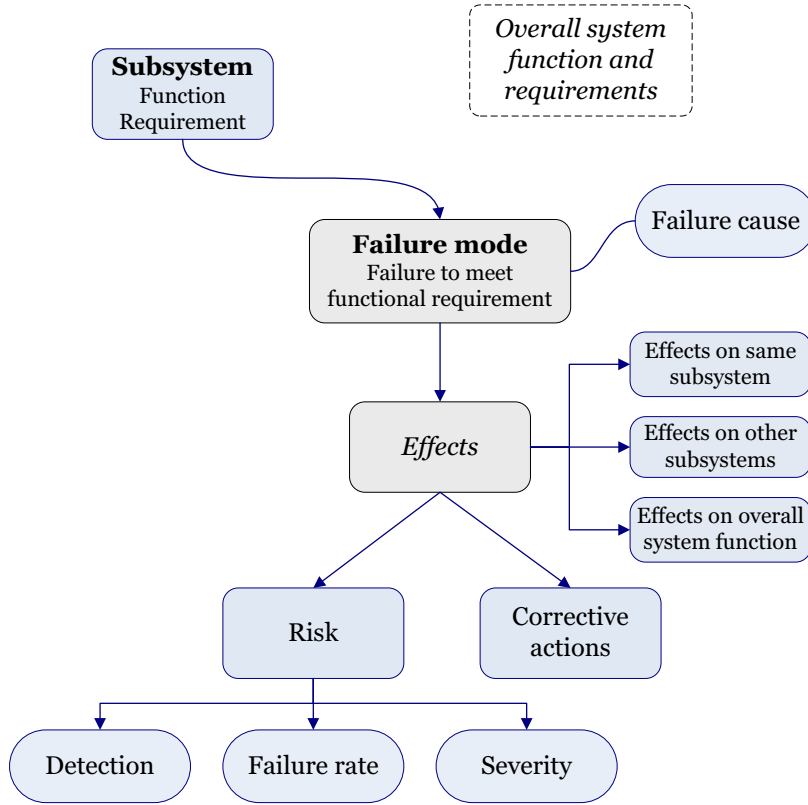 Overall system
function and
requirements
Subsystem
Function
Requirement
Failure cause
Failure mode
Failure to meet
functional requirement
Effects on same
subsystem
Effects
Effects on other
subsystems
Effects on overall
system function
Risk
Corrective
actions
Detection
Failure rate
Severity